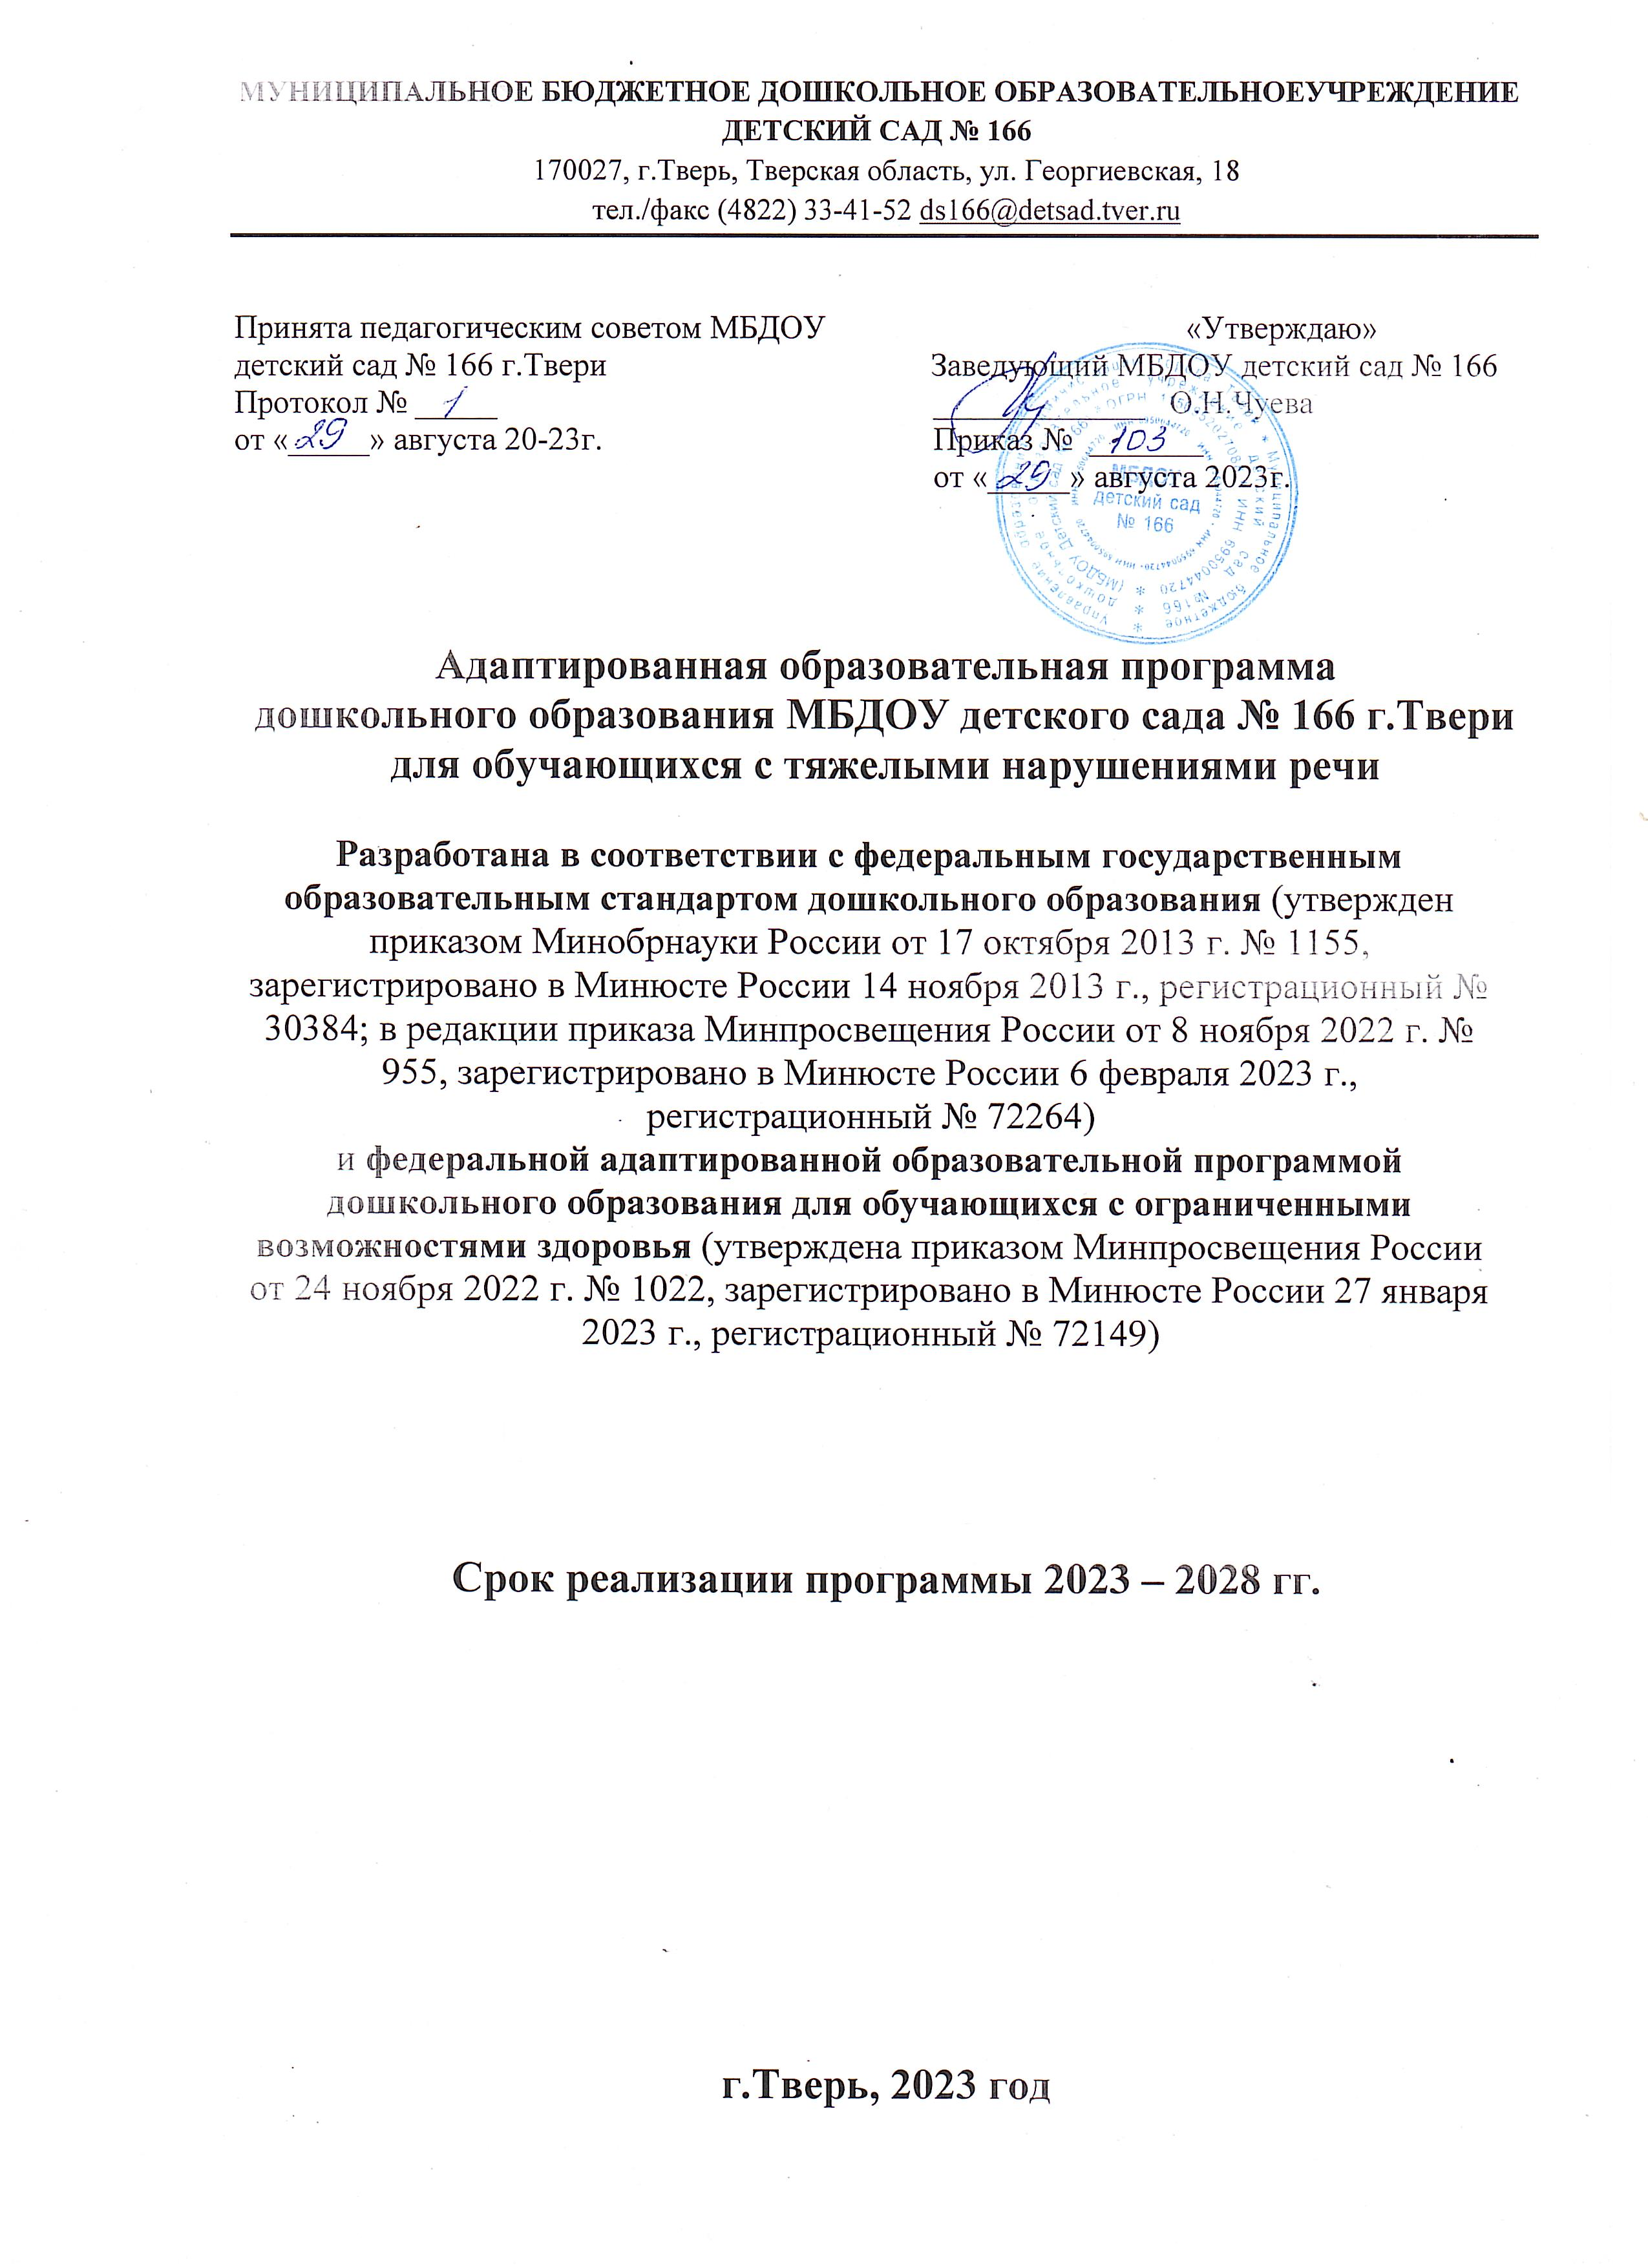 МУНИЦИПАЛЬНОЕ БЮДЖЕТНОЕ ДОШКОЛЬНОЕ ОБРАЗОВАТЕЛЬНОЕУЧРЕЖДЕНИЕ
ДЕТСКИЙ САД № 166
170027, г.Тверь, Тверская область, ул. Георгиевская, 18
тел./факс (4822) 33-41-52 ds166@detsad.tver.ru
Принята педагогическим советом МБДОУ
детский сад № 166 г.Твери
Протокол № 1
от «29» августа 20-23г.
«Утверждаю»
Заведующий МБДОУ детский сад № 166
О.Н.Чуева
Приказ № 103
от «29» августа 2023г.
МБДОУ
детский сад
№ 166
Адаптированная образовательная программа
дошкольного образования МБДОУ детского сада № 166 г.Твери
для обучающихся с тяжелыми нарушениями речи
Разработана в соответствии с федеральным государственным
образовательным стандартом дошкольного образования (утвержден
приказом Минобрнауки России от 17 октября 2013 г. № 1155,
зарегистрировано в Минюсте России 14 ноября 2013 г., регистрационный №
30384; в редакции приказа Минпросвещения России от 8 ноября 2022 г. №
955, зарегистрировано в Минюсте России 6 февраля 2023 г.,
регистрационный № 72264)
и федеральной адаптированной образовательной программой
дошкольного образования для обучающихся с ограниченными
возможностями здоровья (утверждена приказом Минпросвещения России
от 24 ноября 2022 г. № 1022, зарегистрировано в Минюсте России 27 января
2023 г., регистрационный № 72149)
Срок реализации программы 2023 – 2028 гг.
г.Тверь, 2023 год